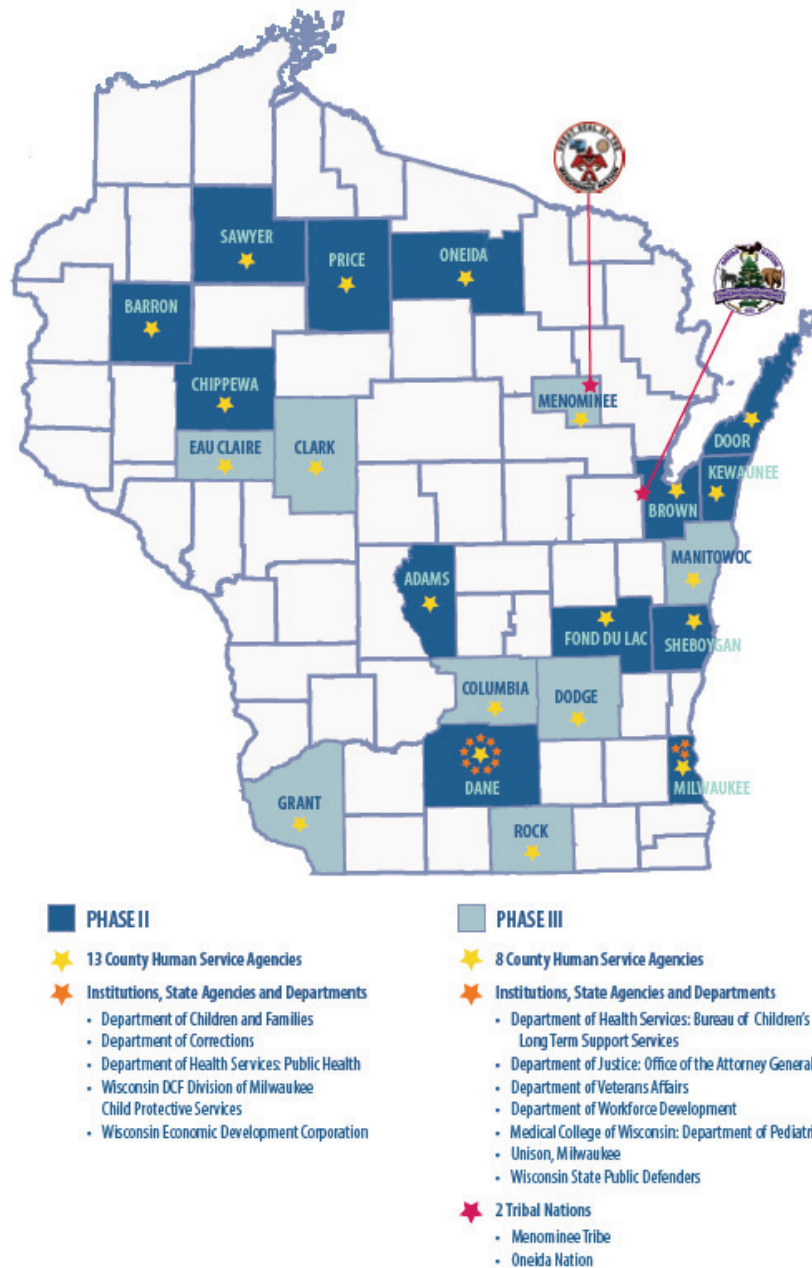 SAWYER
PRICE
ONEIDA
BARRON
CHIPPEWA
MENOMINEE
EAU CLAIRE
CLARK
DOOR
KEWAUNEE
BROWN
MANITOWOC
ADAMS
FOND DU LAC
SHEBOYGAN
COLUMBIA
DODGE
DANE
MILWAUKEE
GRANT
ROCK
PHASE II
13 County Human Service Agencies
Institutions, State Agencies and Departments
• Department of Children and Families
• Department of Corrections
• Department of Health Services: Public Health
• Wisconsin DCF Division of Milwaukee
Child Protective Services
• Wisconsin Economic Development Corporation
PHASE III
8 County Human Service Agencies
Institutions, State Agencies and Departments
• Department of Health Services: Bureau of Children's
Long Term Support Services
• Department of Justice: Office of the Attorney General
• Department of Veterans Affairs
• Department of Workforce Development
• Medical College of Wisconsin: Department of Pediatri
• Unison, Milwaukee
• Wisconsin State Public Defenders
2 Tribal Nations
• Menominee Tribe
• Oneida Nation